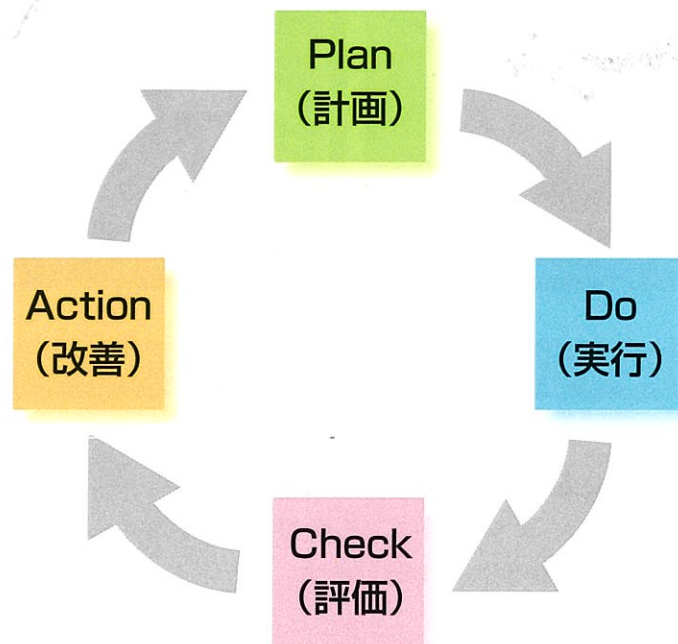 Plan
（計画）
Do
（実行）
Check
（評価）
Action
（改善）